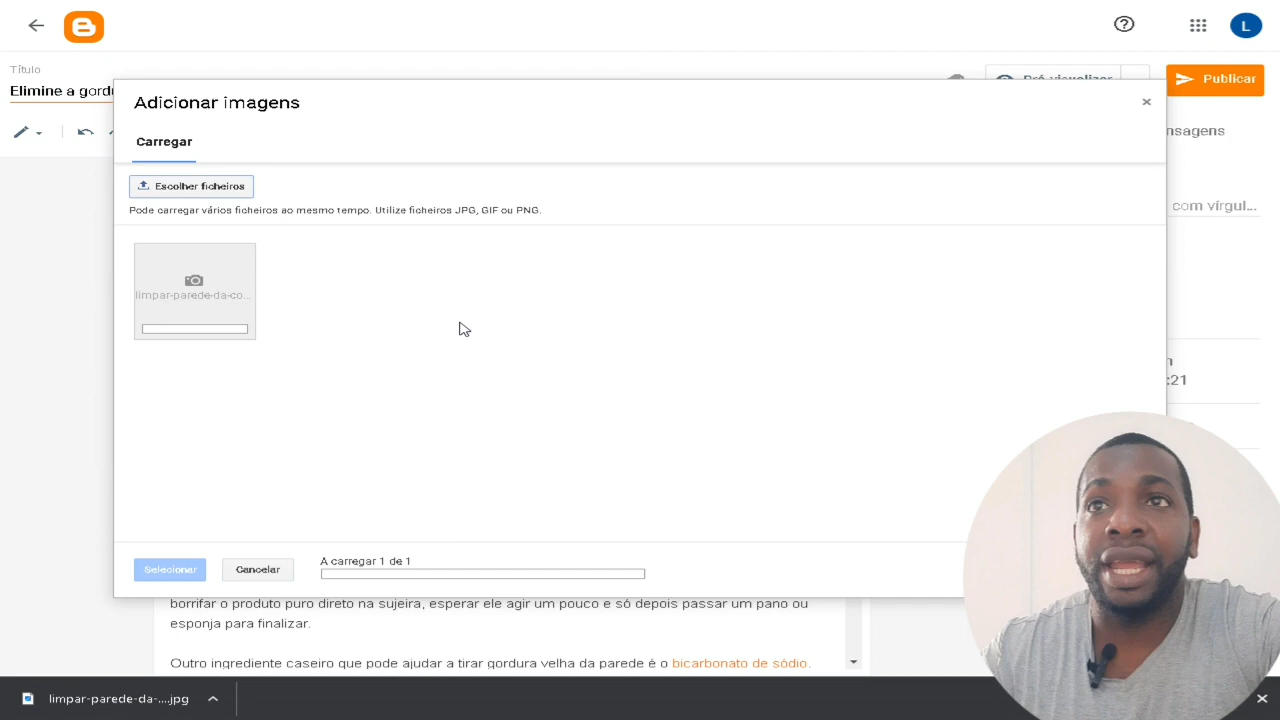 Título
Elimine a gord
Pré visualizar
Publicar
nsagens
com vírgul...
:21
L
Adicionar imagens
×
Carregar
Escolher ficheiros
Pode carregar vários ficheiros ao mesmo tempo. Utilize ficheiros JPG, GIF ou PNG.
limpar-parede-da-co...
Selecionar
Cancelar
A carregar 1 de 1
borrifar o produto puro direto na sujeira, esperar ele agir um pouco e só depois passar um pano ou
esponja para finalizar.
Outro ingrediente caseiro que pode ajudar a tirar gordura velha da parede é o bicarbonato de sódio.
limpar-parede-da-....jpg